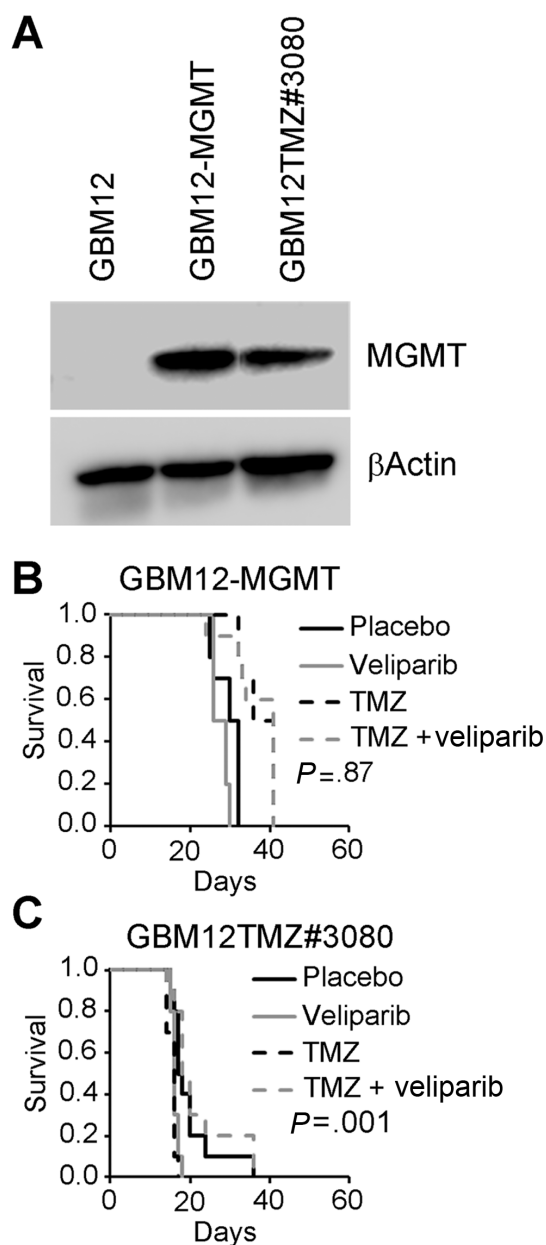 A
GBM12
GBM12-MGMT
GBM12TMZ#3080
MGMT
βActin
B
GBM12-MGMT
Survival
1.0
0.8
0.6
0.4
0.2
0.0
0 20 40 60
Days
Placebo
Veliparib
TMZ
TMZ + veliparib
P=.87
C
GBM12TMZ#3080
Survival
1.0
0.8
0.6
0.4
0.2
0.0
0 20 40 60
Days
Placebo
Veliparib
TMZ
TMZ + veliparib
P=.001